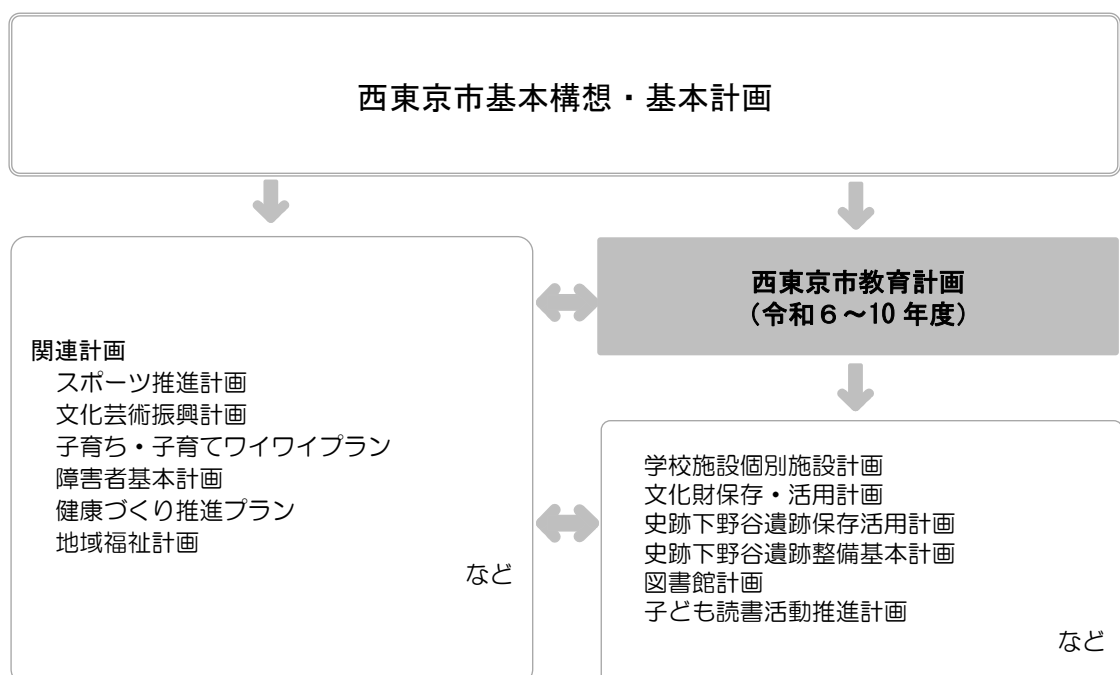 西東京市基本構想・基本計画
西東京市教育計画
（令和６～10 年度）
関連計画
スポーツ推進計画
文化芸術振興計画
子育ち・子育てワイワイプラン
障害者基本計画
健康づくり推進プラン
地域福祉計画
など
学校施設個別施設計画
文化財保存・活用計画
史跡下野谷遺跡保存活用計画
史跡下野谷遺跡整備基本計画
図書館計画
子ども読書活動推進計画
など